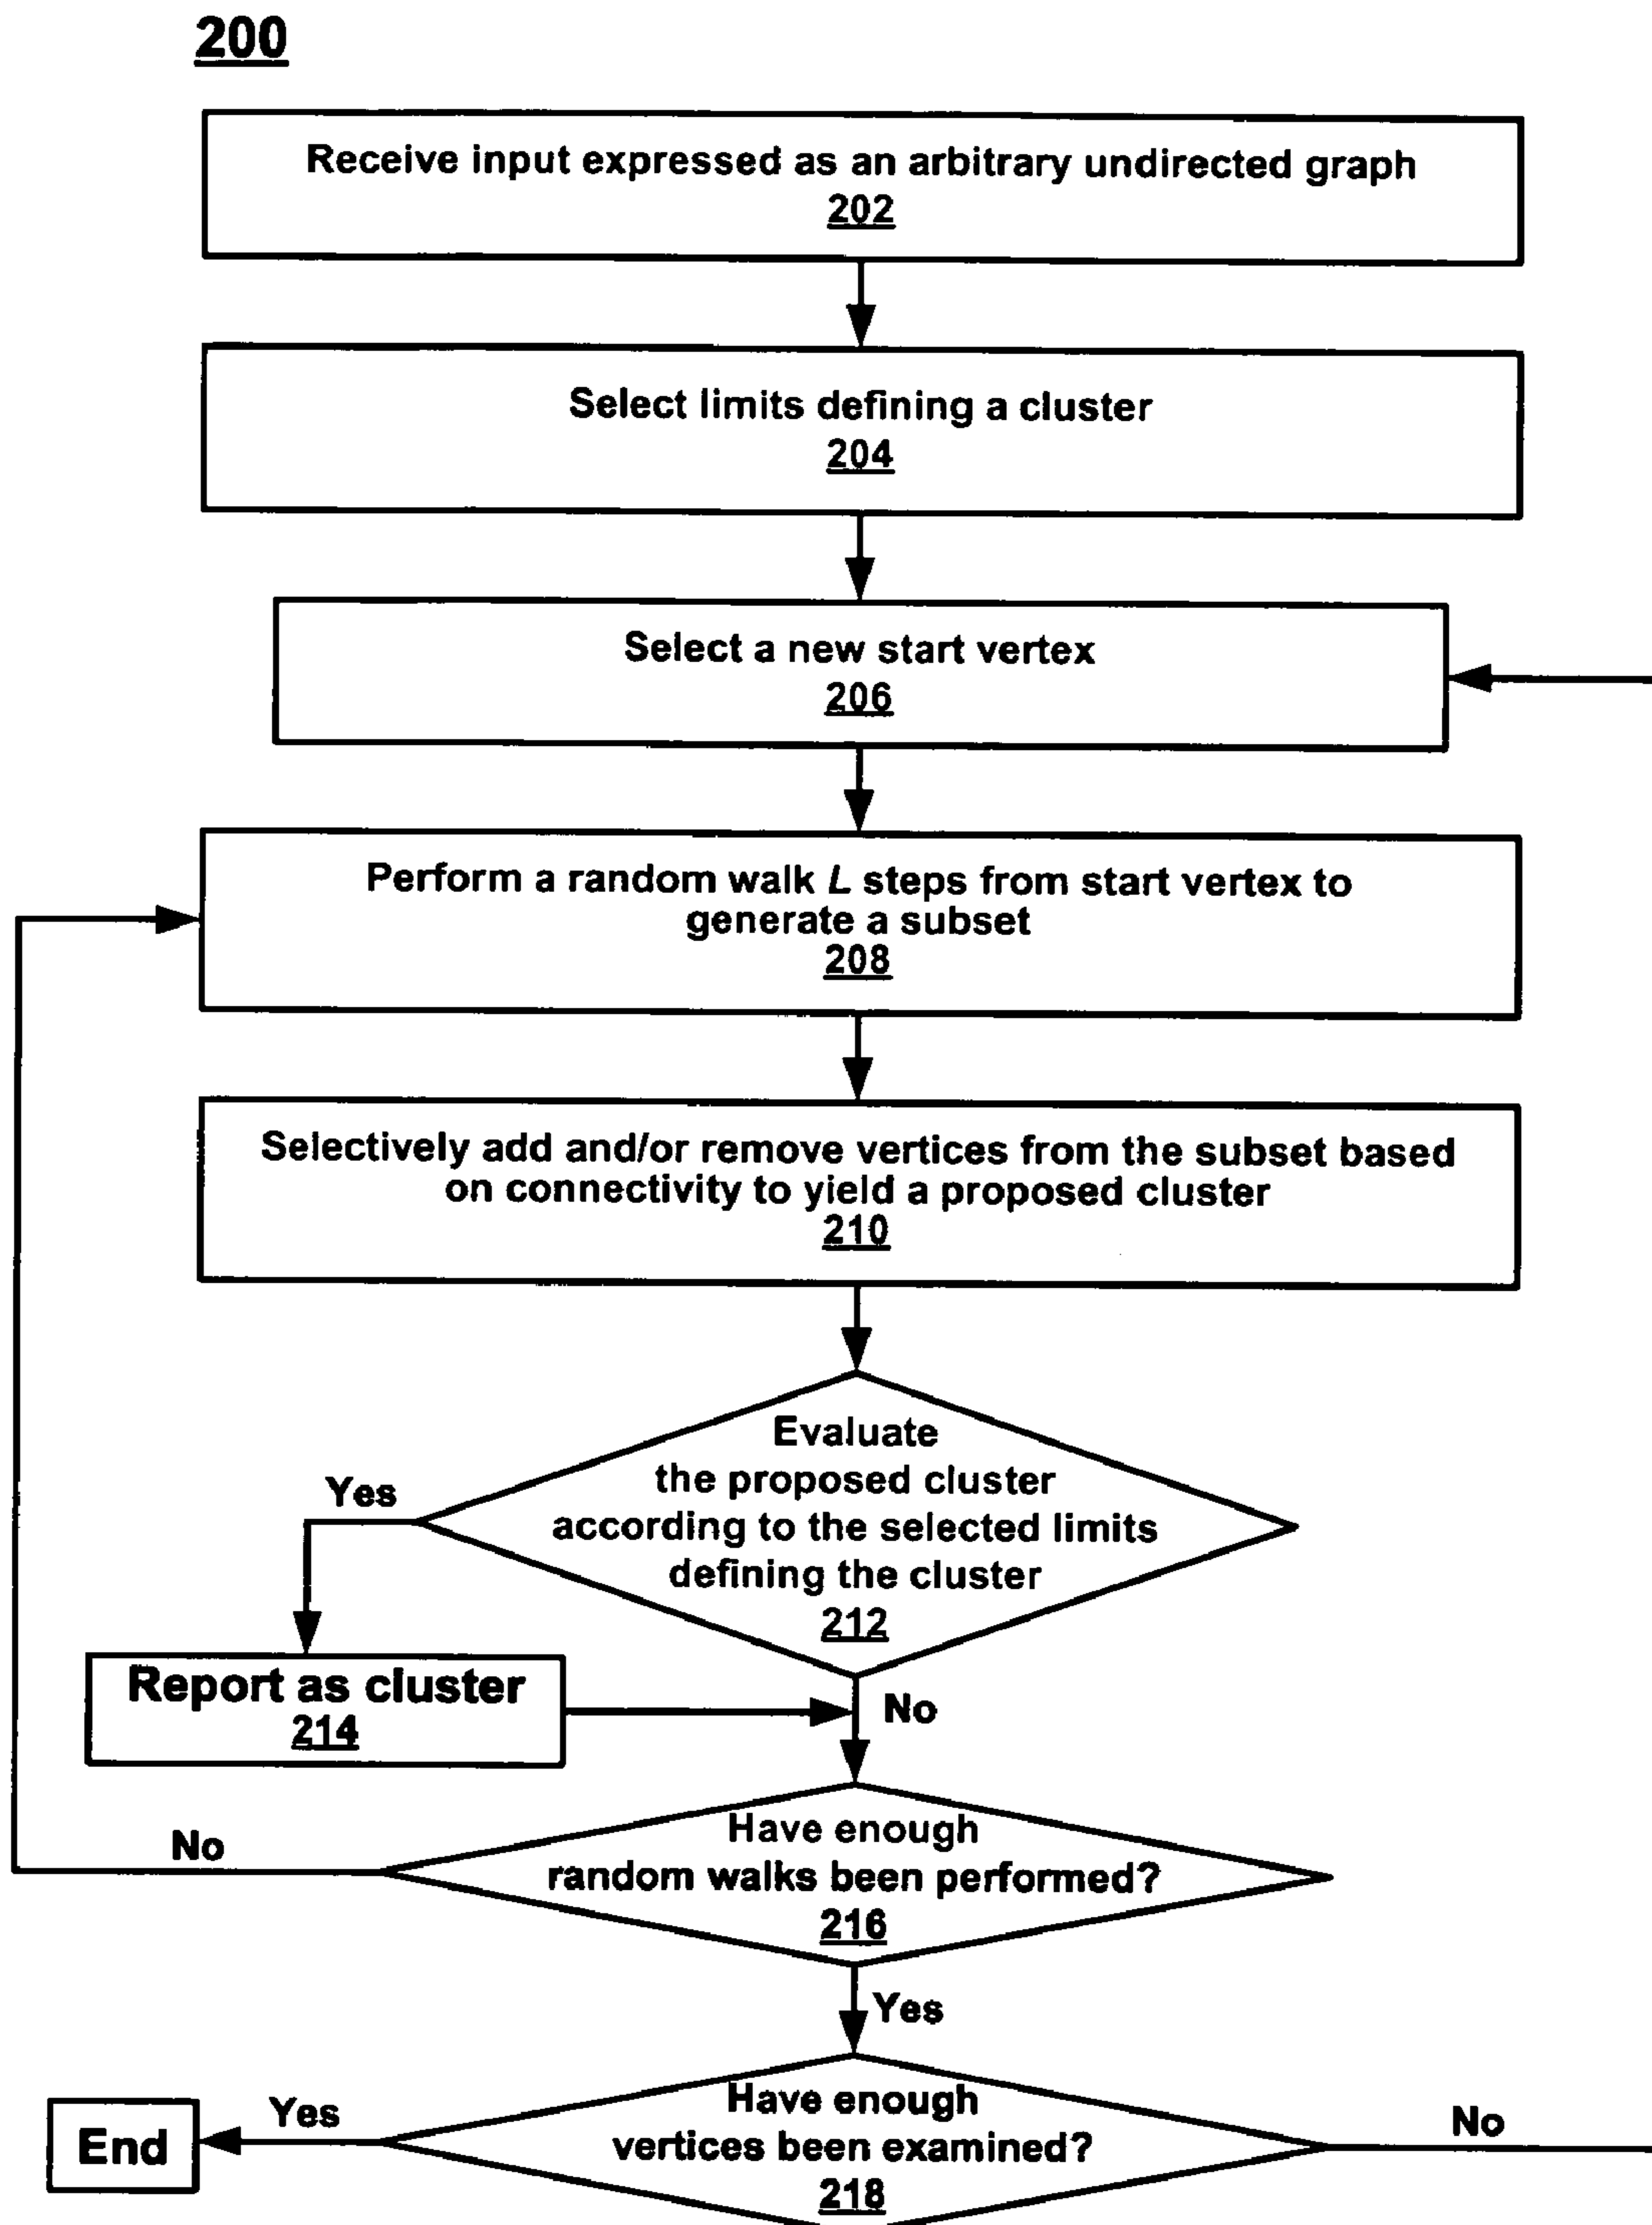 200
Receive input expressed as an arbitrary undirected graph
202
Select limits defining a cluster
204
Select a new start vertex
206
Perform a random walk L steps from start vertex to
generate a subset
208
Selectively add and/or remove vertices from the subset based
on connectivity to yield a proposed cluster
210
Evaluate
the proposed cluster
according to the selected limits
defining the cluster
212
Yes
Report as cluster
214
No
Have enough
random walks been performed?
216
No
Yes
Have enough
vertices been examined?
218
Yes
End
No